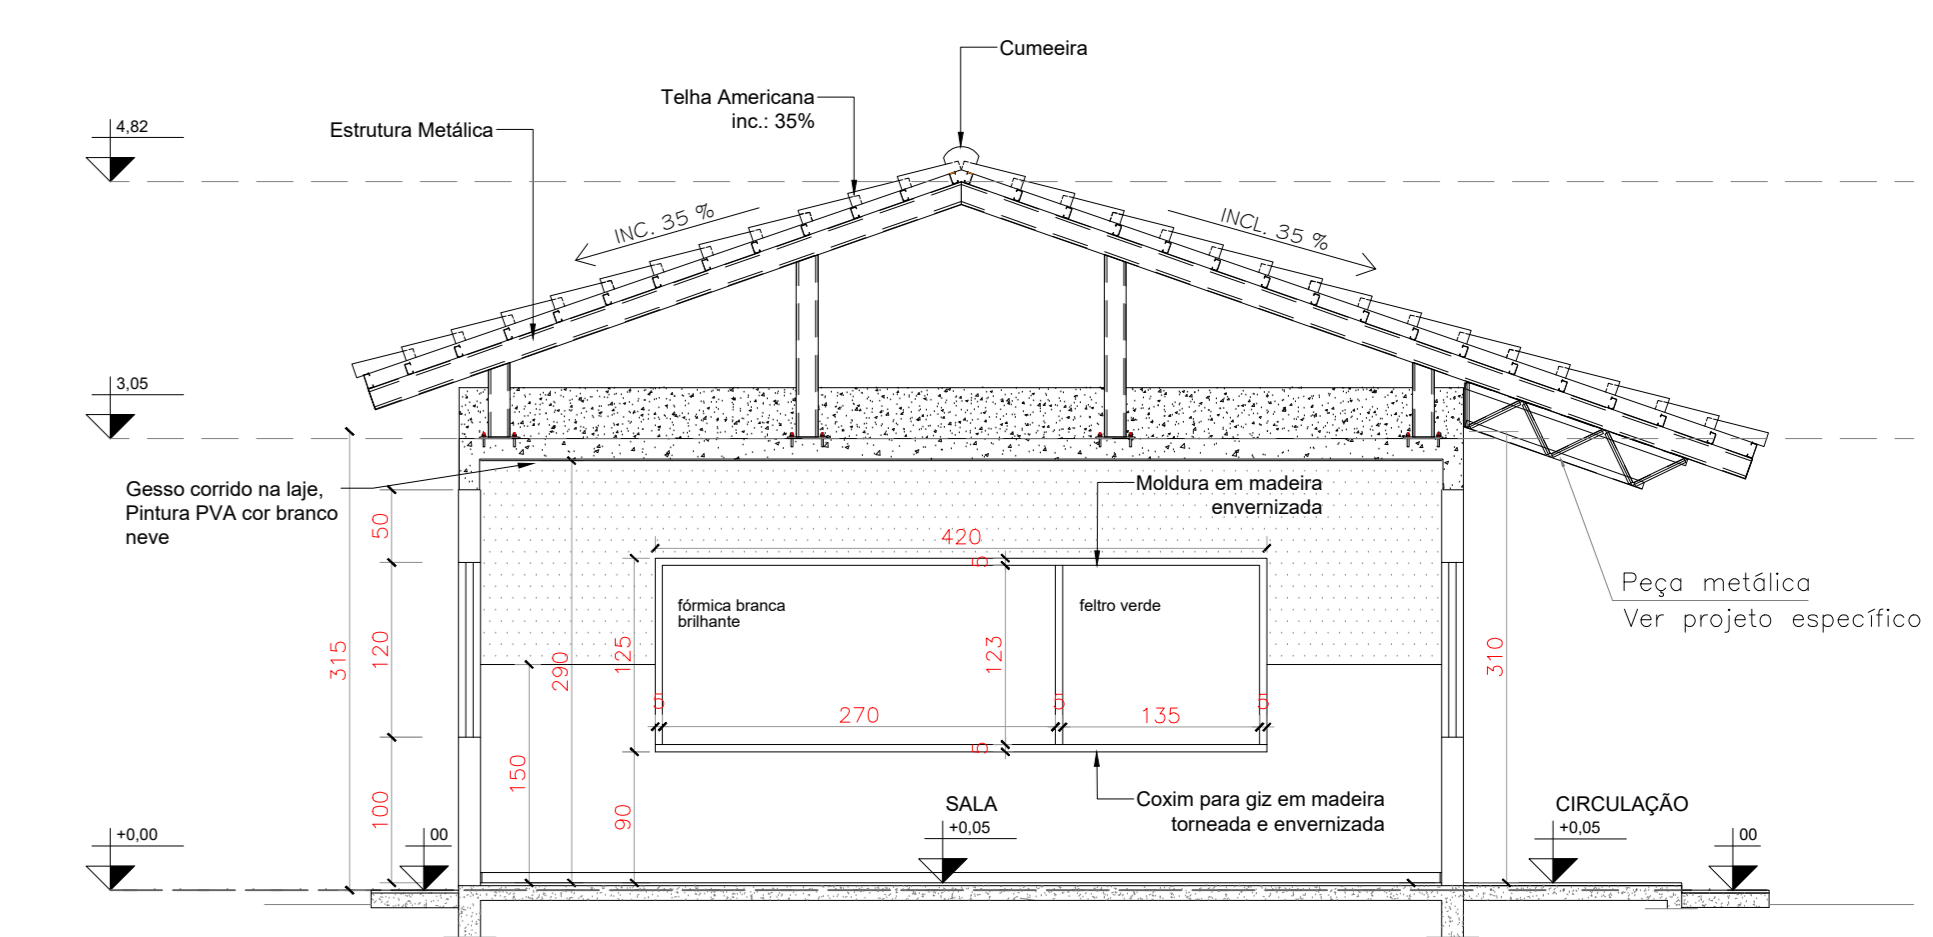 Cumeeira
Telha Americana
inc.: 35%
Estrutura Metálica
4,82
INC. 35 %
INCL. 35 %
3,05
Gesso corrido na laje,
Pintura PVA cor branco
neve
Moldura em madeira
envernizada
420
5
50
fórmica branca
brilhante
feltro verde
Peça metálica
Ver projeto específico
315
120
290
125
123
310
5
5
5
270
135
5
150
100
90
SALA
+0,05
Coxim para giz em madeira
torneada e envernizada
CIRCULAÇÃO
+0,05
+0,00
00
00